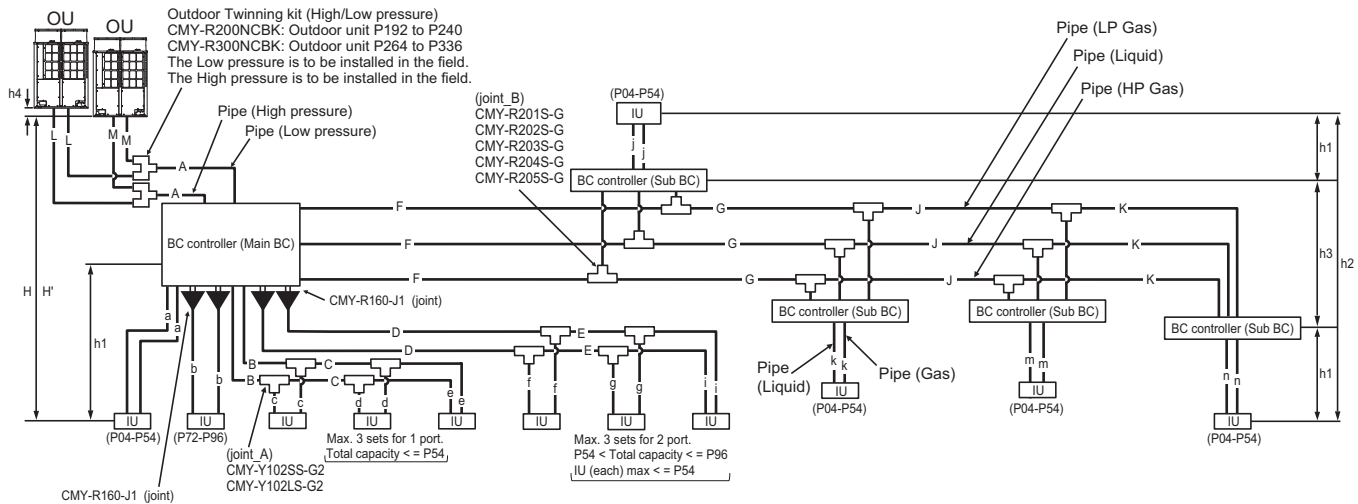 OU
OU
h4
Outdoor Twinning kit (High/Low pressure)
CMY-R200NCBK: Outdoor unit P192 to P240
CMY-R300NCBK: Outdoor unit P264 to P336
The Low pressure is to be installed in the field.
The High pressure is to be installed in the field.
Pipe (High pressure)
Pipe (Low pressure)
L
L
M
M
A
A
H
H'
h1
BC controller (Main BC)
(joint_B)
CMY-R201S-G
CMY-R202S-G
CMY-R203S-G
CMY-R204S-G
CMY-R205S-G
(P04-P54)
IU
j
j
BC controller (Sub BC)
Pipe (LP Gas)
Pipe (Liquid)
Pipe (HP Gas)
F
G
J
K
F
G
J
K
F
G
J
K
h1
h3
h2
h1
CMY-R160-J1 (joint)
a
a
b
b
B
C
B
C
c
c
d
d
e
e
D
E
D
E
f
f
g
g
i
i
BC controller (Sub BC)
BC controller (Sub BC)
BC controller (Sub BC)
Pipe
(Liquid)
Pipe (Gas)
k
k
m
m
n
n
IU
(P04-P54)
IU
(P04-P54)
IU
(P04-P54)
IU
(P04-P54)
IU
(P72-P96)
IU
IU
IU
IU
IU
IU
Max. 3 sets for 1 port.
Total capacity < = P54
Max. 3 sets for 2 port.
P54 < Total capacity < = P96
IU (each) max < = P54
(joint_A)
CMY-Y102SS-G2
CMY-Y102LS-G2
CMY-R160-J1 (joint)